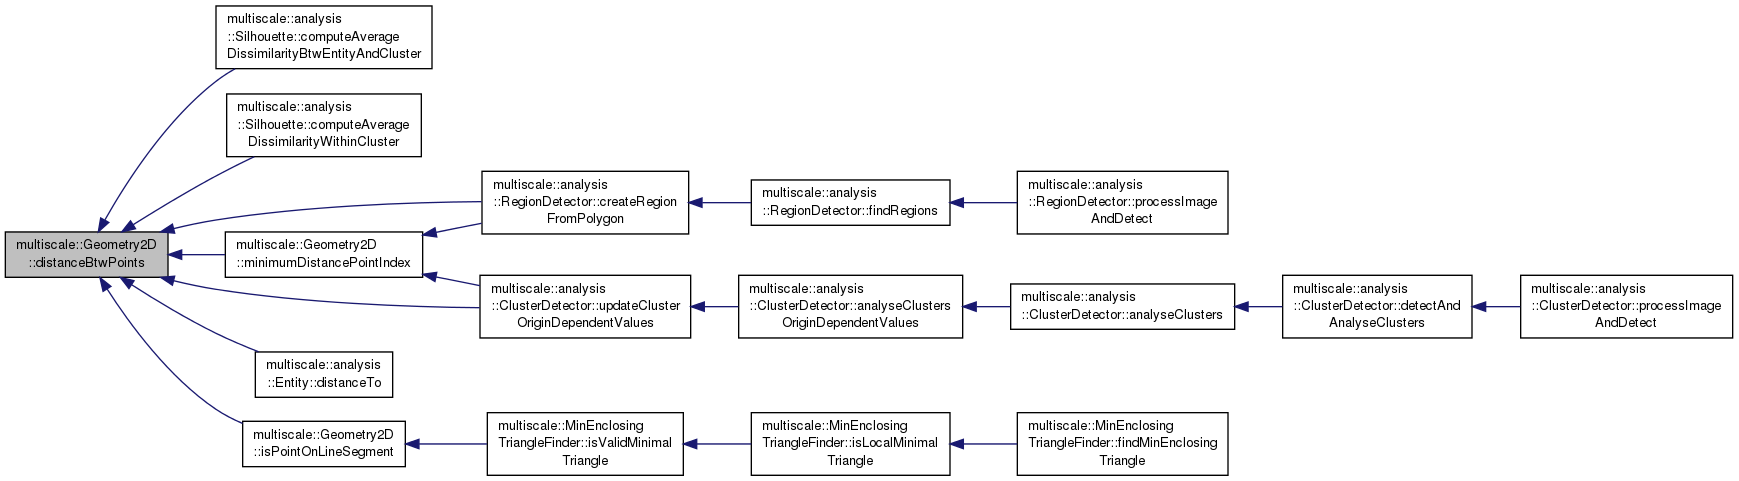 multiscale::analysis
::Silhouette::computeAverage
DissimilarityBtwEntityAndCluster
multiscale::analysis
::Silhouette::computeAverage
DissimilarityWithinCluster
multiscale::Geometry2D
::distanceBtwPoints
multiscale::Geometry2D
::minimumDistancePointIndex
multiscale::analysis
::RegionDetector::createRegion
FromPolygon
multiscale::analysis
::RegionDetector::findRegions
multiscale::analysis
::RegionDetector::processImage
AndDetect
multiscale::analysis
::ClusterDetector::updateCluster
OriginDependentValues
multiscale::analysis
::ClusterDetector::analyseClusters
OriginDependentValues
multiscale::analysis
::ClusterDetector::analyseClusters
multiscale::analysis
::ClusterDetector::detectAnd
AnalyseClusters
multiscale::analysis
::ClusterDetector::processImage
AndDetect
multiscale::analysis
::Entity::distanceTo
multiscale::Geometry2D
::isPointOnLineSegment
multiscale::MinEnclosing
TriangleFinder::isValidMinimal
Triangle
multiscale::MinEnclosing
TriangleFinder::isLocalMinimal
Triangle
multiscale::MinEnclosing
TriangleFinder::findMinEnclosing
Triangle